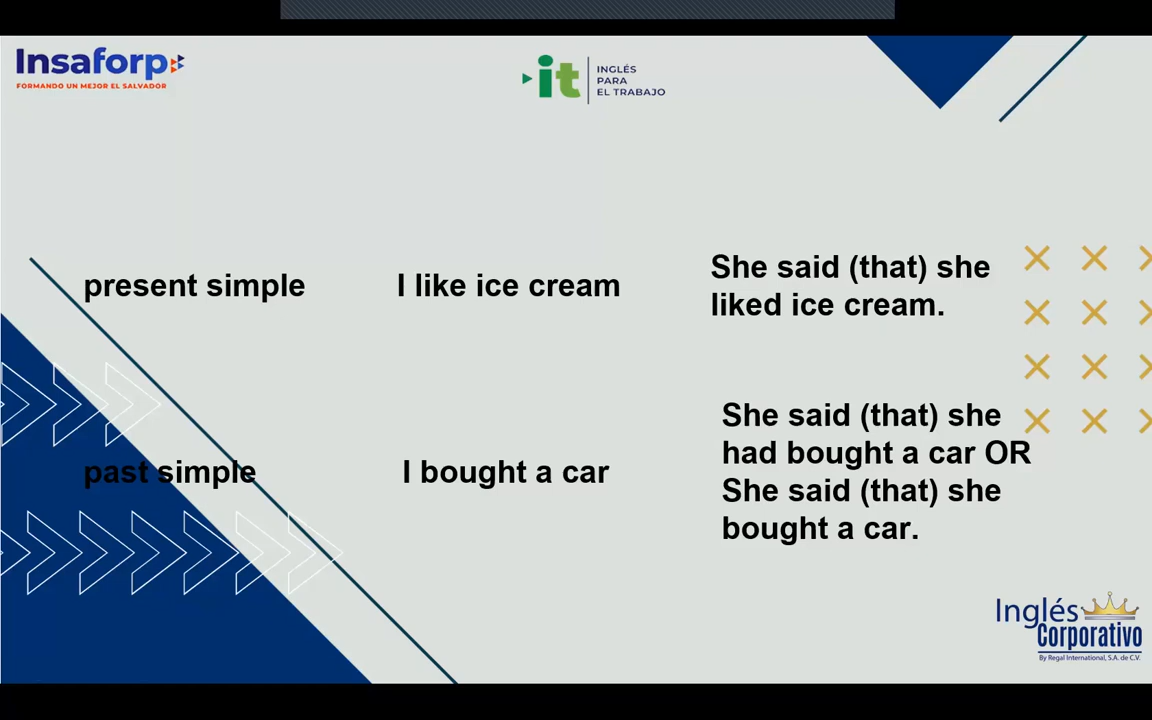 Insaforp
FORMANDO UN MEJOR EL SALVADOR
it
INGLÉS
PARA
EL TRABAJO
present simple
I like ice cream
She said (that) she
liked ice cream.
past simple
I bought a car
She said (that) she
had bought a car OR
She said (that) she
bought a car.
Inglés
Corporativo
By Regal International, S.A. de C.V.